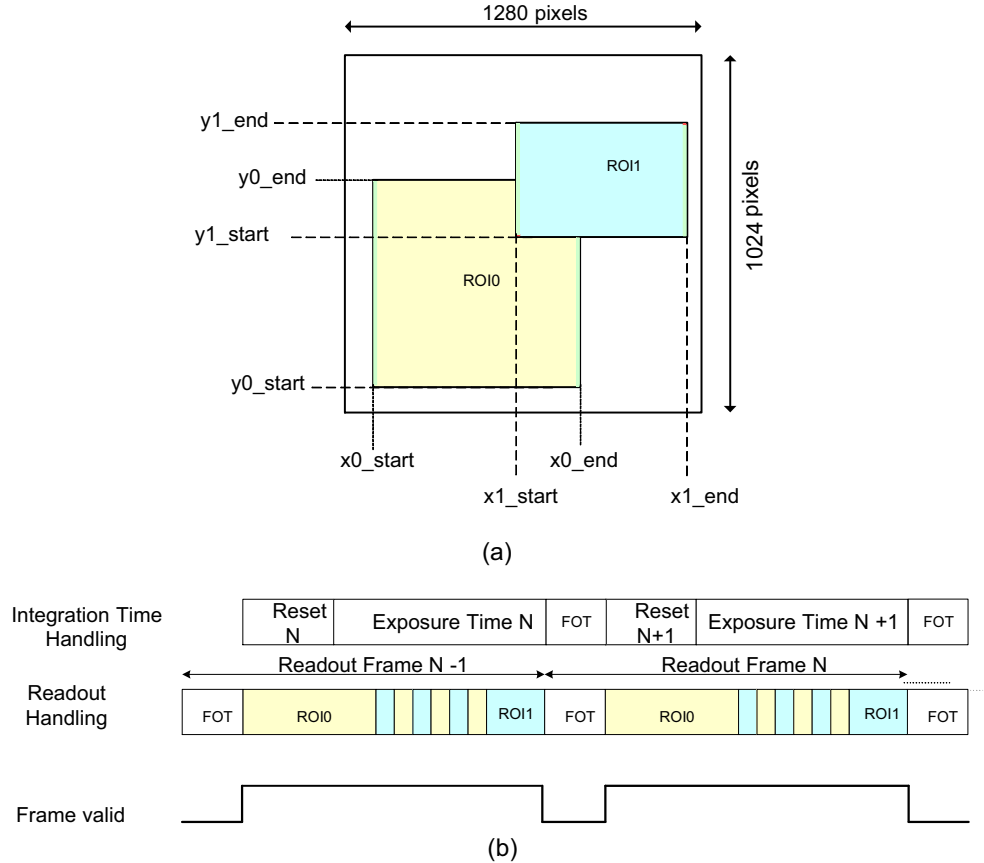 1280 pixels
y1_end
ROI1
y0_end
1024 pixels
y1_start
ROI0
y0_start
x0_start
x0_end
x1_start
x1_end
(a)
Integration Time
Handling
Reset
N
Exposure Time N
FOT
Reset
N+1
Exposure Time N +1
FOT
Readout Frame N -1
Readout Frame N
Readout
Handling
FOT
ROI0
ROI1
FOT
ROI0
ROI1
FOT
Frame valid
(b)